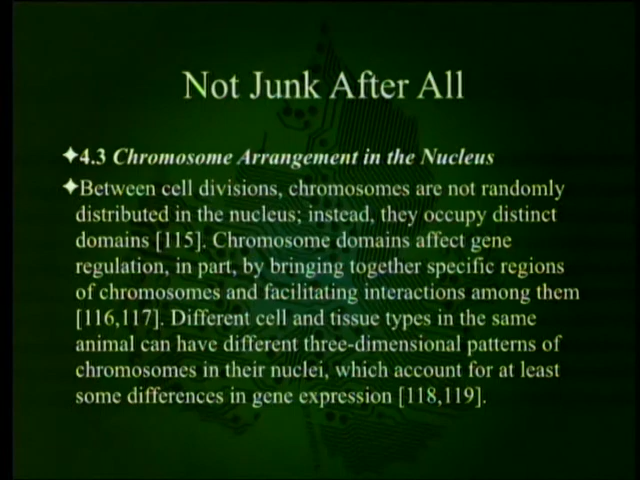 Not Junk After All
✦4.3 Chromosome Arrangement in the Nucleus
✦Between cell divisions, chromosomes are not randomly
distributed in the nucleus; instead, they occupy distinct
domains [115]. Chromosome domains affect gene
regulation, in part, by bringing together specific regions
of chromosomes and facilitating interactions among them
[116,117]. Different cell and tissue types in the same
animal can have different three-dimensional patterns of
chromosomes in their nuclei, which account for at least
some differences in gene expression [118,119].